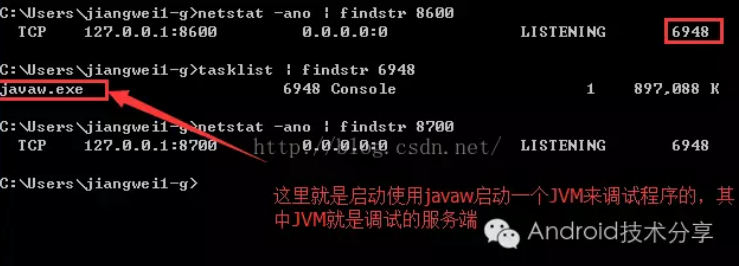 C:\Users\jiangwei1-g>netstat -ano | findstr 8600
TCP 127.0.0.1:8600 0.0.0.0:0 LISTENING 6948
C:\Users\jiangwei1-g>tasklist | findstr 6948
javaw.exe 6948 Console 1 897,088 K
C:\Users\jiangwei1-g>netstat -ano | findstr 8700
TCP 127.0.0.1:8700 0.0.0.0:0 LISTENING 6948
http://blog.csdn.net/
C:\Users\jiangwei1-g>
这里就是启动使用javaw启动一个JVM来调试程序的，其
中JVM就是调试的服务端
Android技术分享